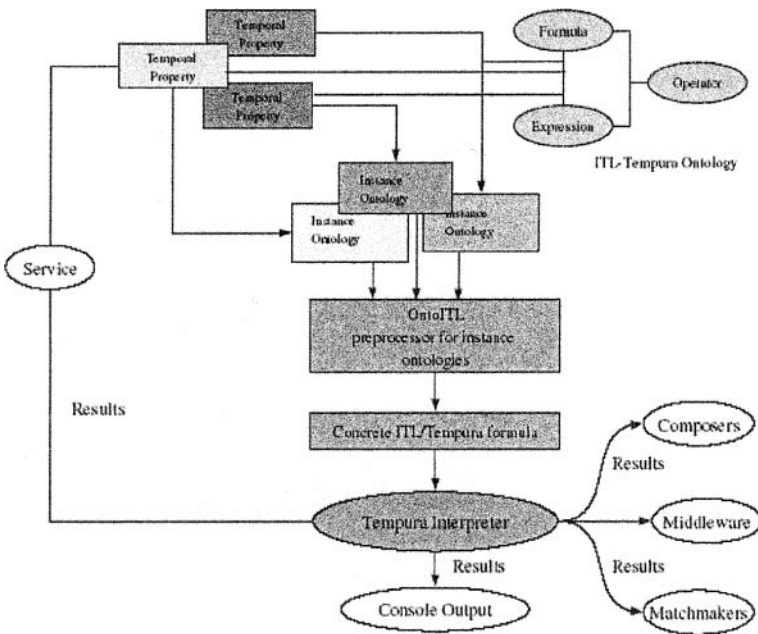 Temporal
Property
Temporal
Property
Temporal
Property
Formula
Operator
Expression
ITL-Tempura Ontology
Instance
Ontology
Instance
Ontology
Instance
Ontology
Service
OntoITL
preprocessor for instance
ontologies
Results
Concrete ITL/Tempura formula
Composers
Results
Tempura Interpreter
Middleware
Results
Results
Console Output
Matchmakers